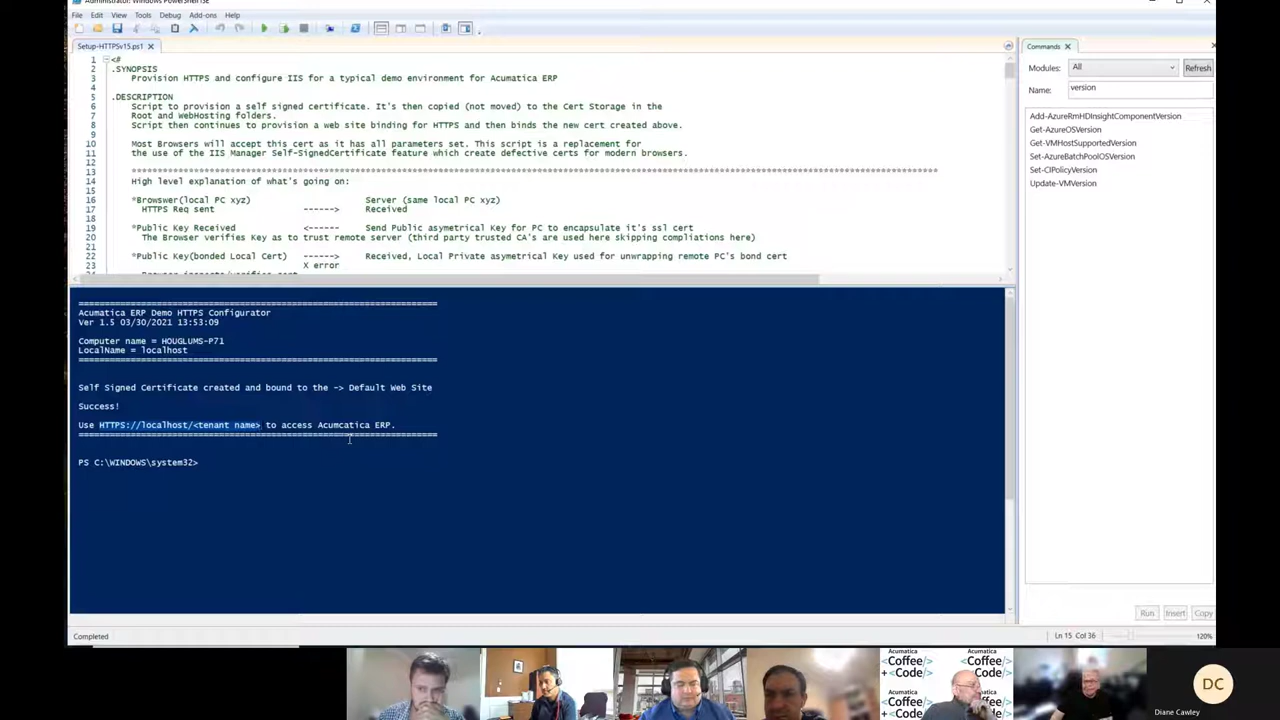 Administrator: Windows PowerShell ISE
File Edit View Tools Debug Add-ons Help
Setup-HTTPSv15.ps1
Commands
1 <#
2 .SYNOPSIS
3 Provision HTTPS and configure IIS for a typical demo environment for Acumatica ERP
4
5 .DESCRIPTION
6 Script to provision a self signed certificate. It's then copied (not moved) to the Cert Storage in the
7 Root and WebHosting folders.
8 Script then continues to provision a web site binding for HTTPS and then binds the new cert created above.
9
10 Most Browsers will accept this cert as it has all parameters set. This script is a replacement for
11 the use of the IIS Manager Self-SignedCertificate feature which create defective certs for modern browsers.
12
13 ******************************************************************************************************
14 High level explanation of what's going on:
15
16 *Browswer(local PC xyz) Server (same local PC xyz)
17 HTTPS Req sent ------> Received
18
19 *Public Key Received <------ Send Public asymetrical Key for PC to encapsulate it's ssl cert
20 The Browser verifies Key as to trust remote server (third party trusted CA's are used here skipping compliations here)
21
22 *Public Key(bonded Local Cert) ------> Received, Local Private asymetrical Key used for unwrapping remote PC's bond cert
23 X error
Modules: All Refresh
Name: version
Add-AzureRmHDInsightComponentVersion
Get-AzureOSVersion
Get-VMHostSupportedVersion
Set-AzureBatchPoolOSVersion
Set-CIPolicyVersion
Update-VMVersion
Run Insert Copy
===================================================
Acumatica ERP Demo HTTPS Configurator
Ver 1.5 03/30/2021 13:53:09
Computer name = HOUGLUMS-P71
LocalName = localhost
===================================================
Self Signed Certificate created and bound to the -> Default Web Site
Success!
Use HTTPS://localhost/<tenant name> to access Acumcatica ERP.
===================================================
PS C:\WINDOWS\system32>
Completed
Ln 15 Col 36
120%
Acumatica
<Coffee/>
+<Code/>
Acumatica
<Coffee/>
<Code/>
Acumatica
<Coffee/>
+<Code/>
Acumatica
DC
Diane Cawley